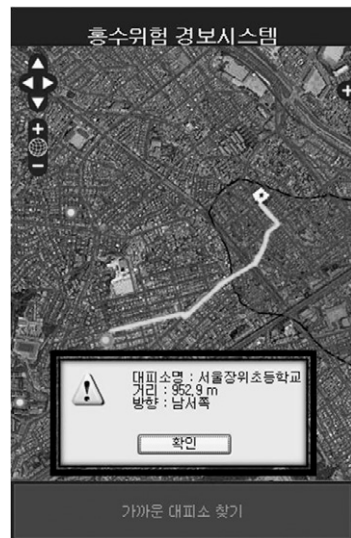 홍수위험 경보시스템
대피소명 : 서울장위초등학교
거리 : 952.9 m
방향 : 남서쪽
확인
가까운 대피소 찾기